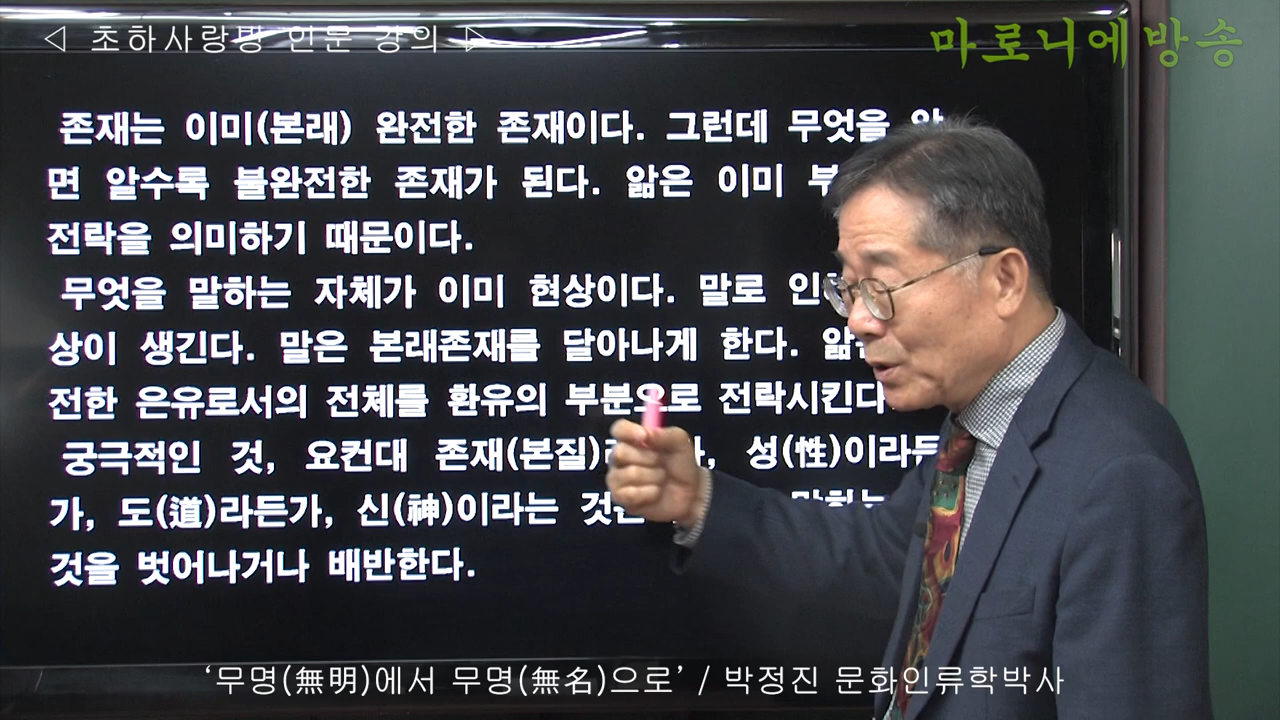 ◁ 초하사랑방 인문 강의 ▷
마로니에방송
존재는 이미(본래) 완전한 존재이다. 그런데 무엇을
면 알수록 불완전한 존재가 된다. 앎은 이미
전락을 의미하기 때문이다.
무엇을 말하는 자체가 이미 현상이다. 말로
상이 생긴다. 말은 본래존재를 달아나게 한다.
전한 은유로서의 전체를 환유의 부분으로 전락시킨다
궁극적인 것, 요컨대 존재(본질) 성(性)이라든
가, 도(道)라든가, 신(神)이라는
것을 벗어나거나 배반한다.
‘무명(無明)에서 무명(無名)으로’ / 박정진 문화인류학박사